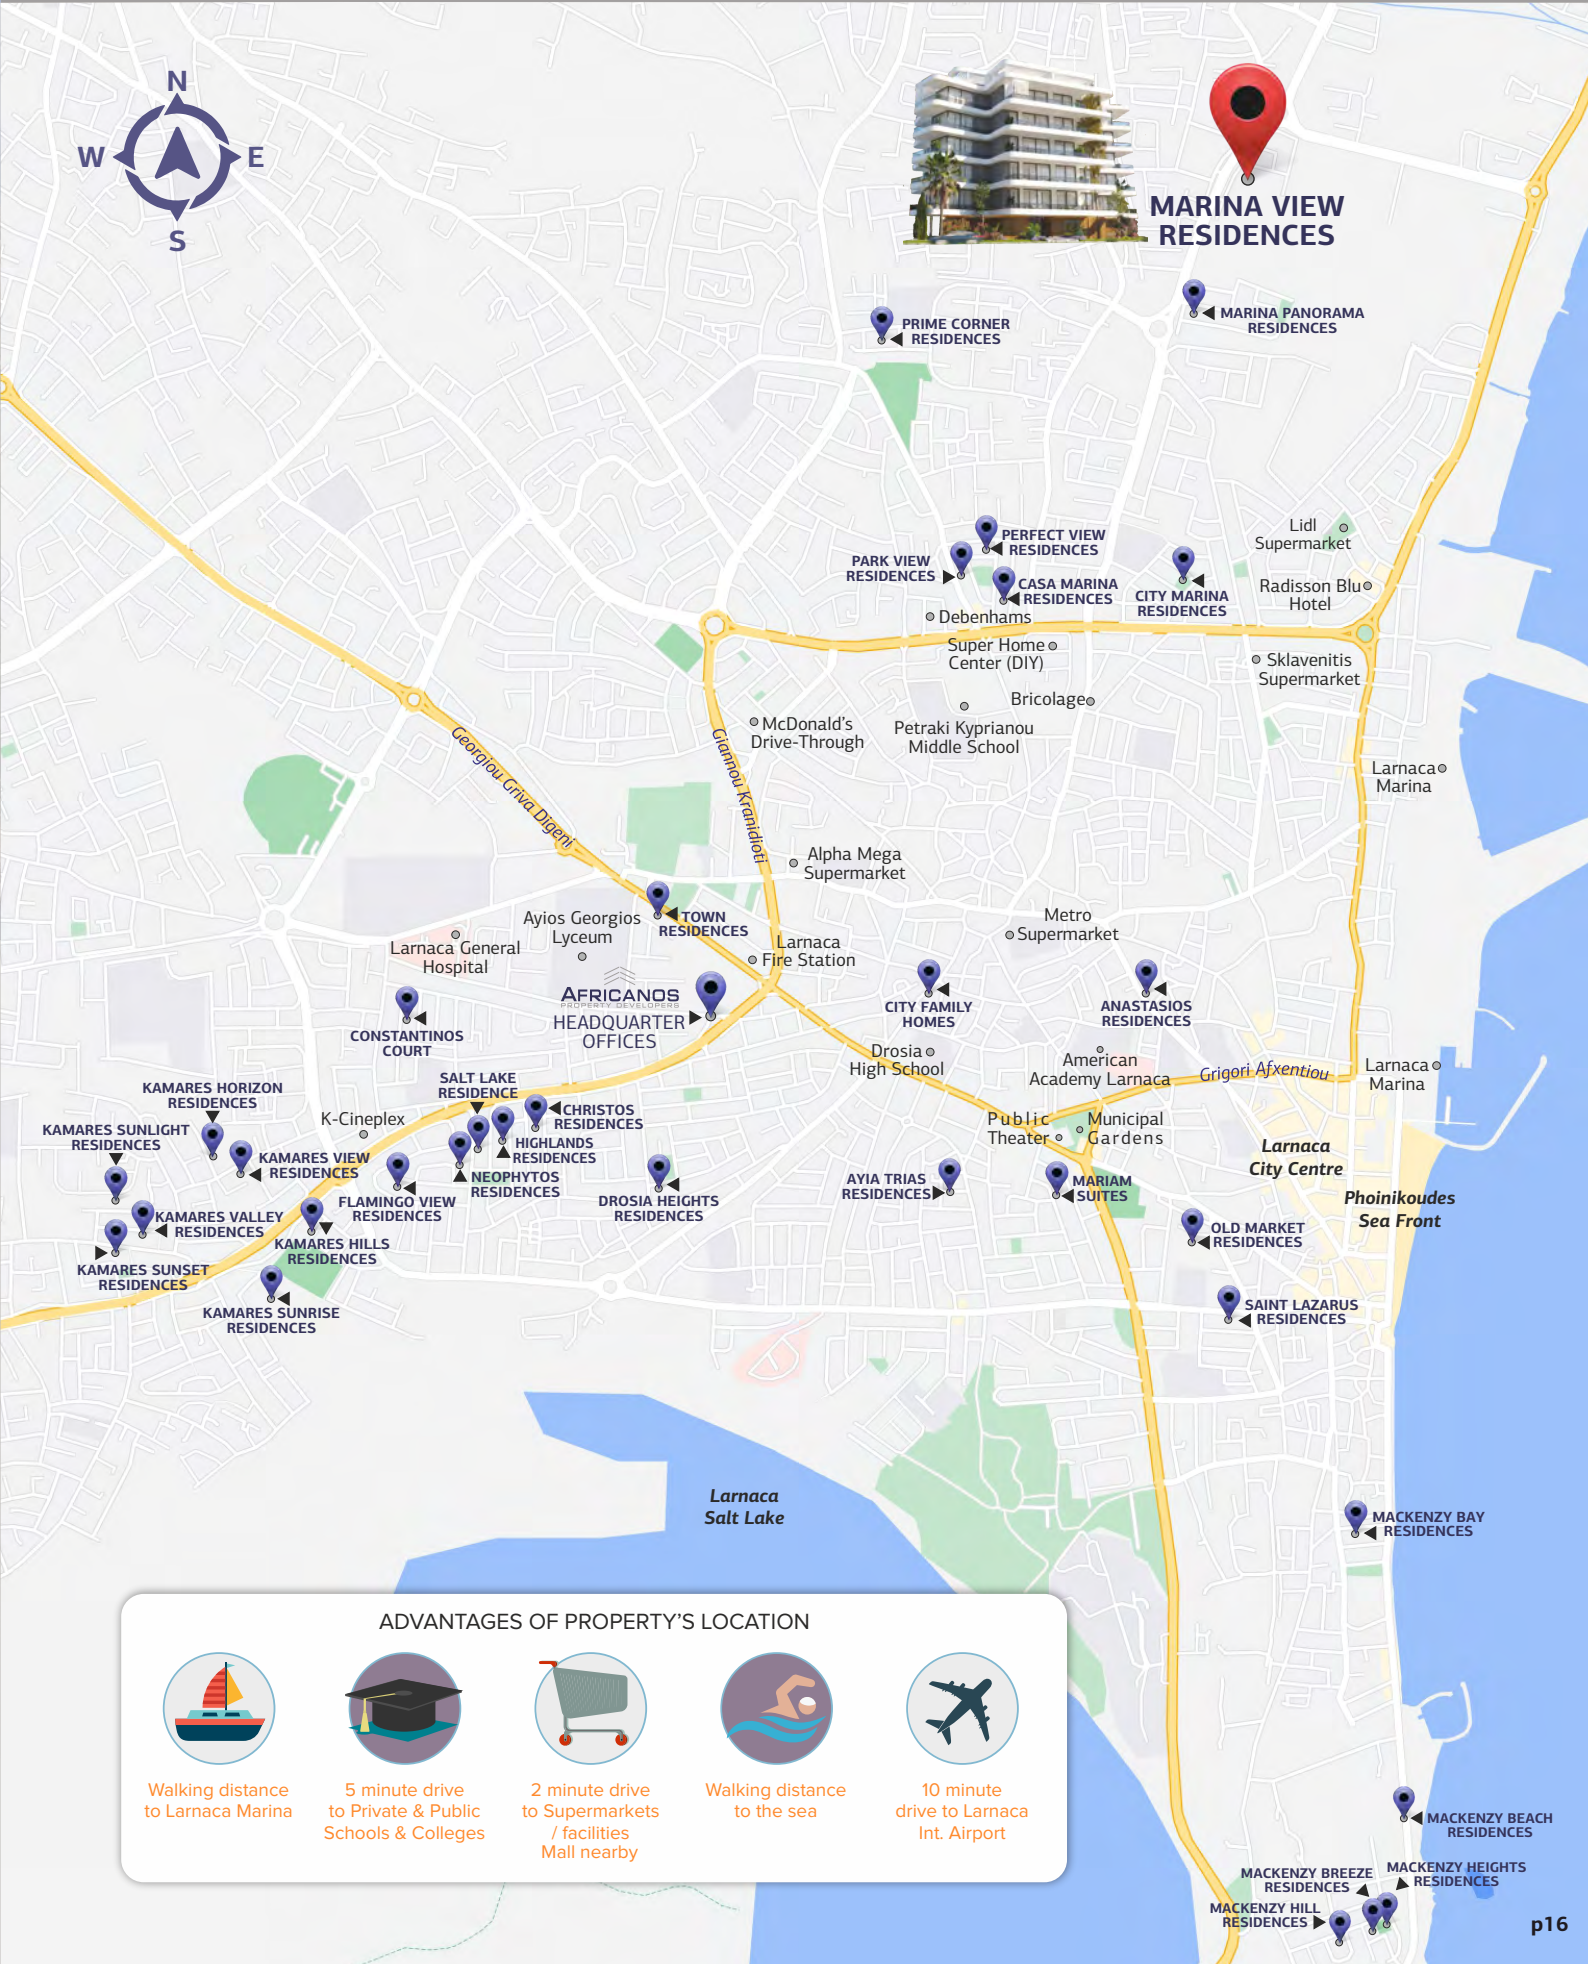 N
W
E
S
MARINA VIEW
RESIDENCES
MARINA PANORAMA
RESIDENCES
PRIME CORNER
RESIDENCES
Lidl
Supermarket
PERFECT VIEW
RESIDENCES
PARK VIEW
RESIDENCES
CASA MARINA
RESIDENCES
CITY MARINA
RESIDENCES
Radisson Blu
Hotel
Debenhams
Super Home
Center (DIY)
Sklavenitis
Supermarket
Bricolage
McDonald's
Drive-Through
Petraki Kyprianou
Middle School
Georgiou Griva Digeni
Giannou Kranidioti
Larnaca
Marina
Alpha Mega
Supermarket
Ayios Georgios
Lyceum
TOWN
RESIDENCES
Metro
Supermarket
Larnaca General
Hospital
Larnaca
Fire Station
AFRICANOS
PROPERTY DEVELOPERS
HEADQUARTER
OFFICES
CITY FAMILY
HOMES
ANASTASIOS
RESIDENCES
CONSTANTINOS
COURT
Drosia
High School
American
Academy Larnaca
Grigori Afxentiou
Larnaca
Marina
KAMARES HORIZON
RESIDENCES
SALT LAKE
RESIDENCE
K-Cineplex
CHRISTOS
RESIDENCES
Public
Theater
Municipal
Gardens
KAMARES SUNLIGHT
RESIDENCES
HIGHLANDS
RESIDENCES
Larnaca
City Centre
KAMARES VIEW
RESIDENCES
NEOPHYTOS
RESIDENCES
AYIA TRIAS
RESIDENCES
MARIAM
SUITES
FLAMINGO VIEW
RESIDENCES
DROSIA HEIGHTS
RESIDENCES
Phoinikoudes
Sea Front
KAMARES VALLEY
RESIDENCES
OLD MARKET
RESIDENCES
KAMARES HILLS
RESIDENCES
KAMARES SUNSET
RESIDENCES
KAMARES SUNRISE
RESIDENCES
SAINT LAZARUS
RESIDENCES
Larnaca
Salt Lake
MACKENZY BAY
RESIDENCES
ADVANTAGES OF PROPERTY'S LOCATION
Walking distance
to Larnaca Marina
5 minute drive
to Private & Public
Schools & Colleges
2 minute drive
to Supermarkets
/ facilities
Mall nearby
Walking distance
to the sea
10 minute
drive to Larnaca
Int. Airport
MACKENZY BEACH
RESIDENCES
MACKENZY BREEZE
RESIDENCES
MACKENZY HEIGHTS
RESIDENCES
MACKENZY HILL
RESIDENCES
p16